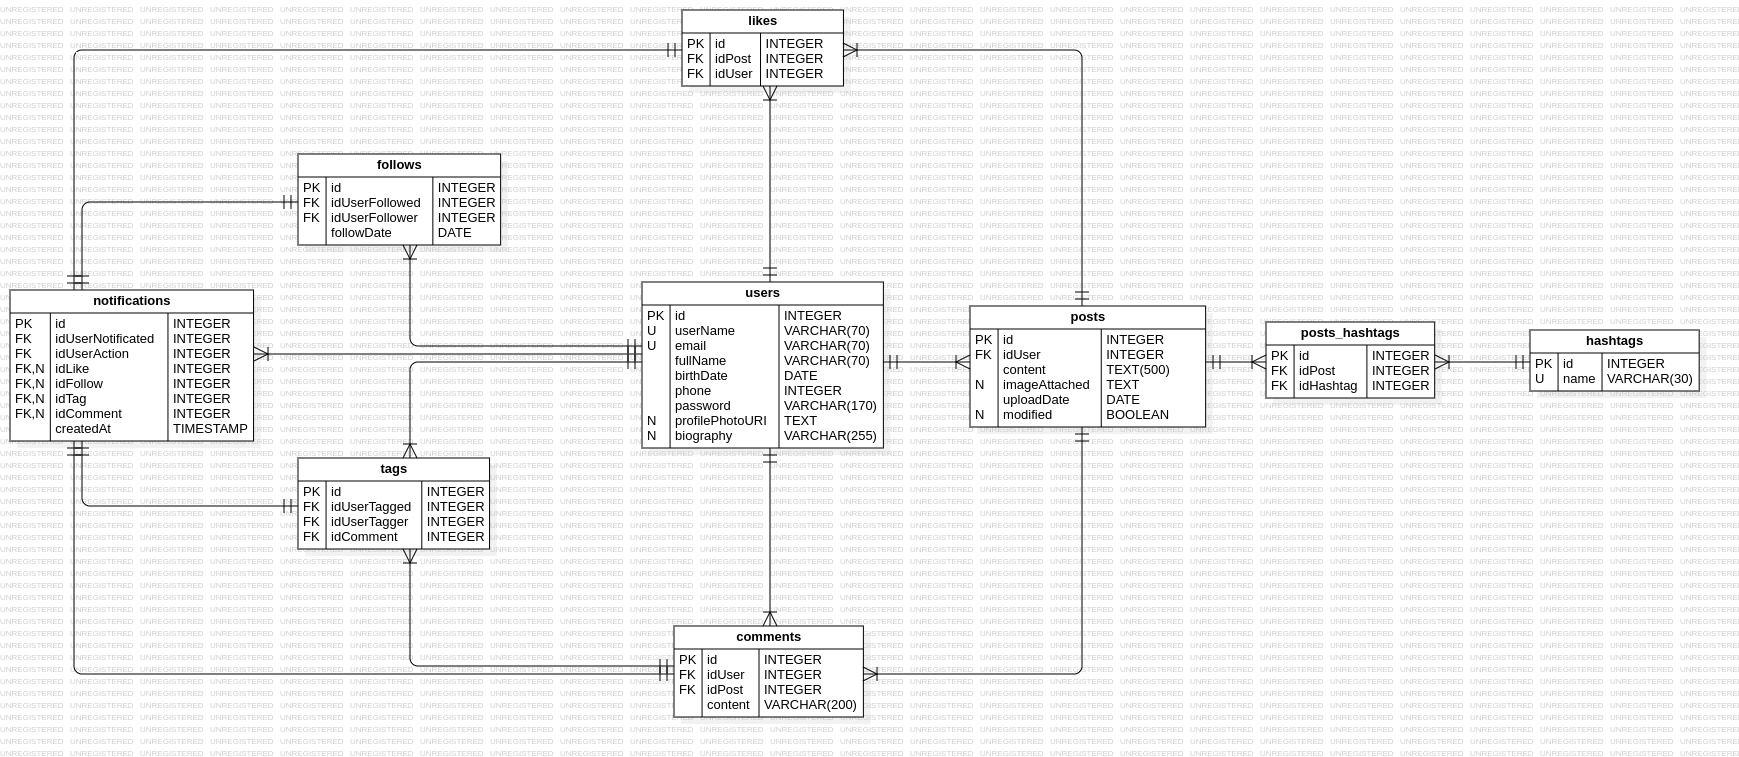 likes
PK id INTEGER
FK idPost INTEGER
FK idUser INTEGER
follows
PK id INTEGER
FK idUserFollowed INTEGER
FK idUserFollower INTEGER
followDate DATE
notifications
PK id INTEGER
FK idUserNotificated INTEGER
FK idUserAction INTEGER
FK,N idLike INTEGER
FK,N idFollow INTEGER
FK,N idTag INTEGER
FK,N idComment INTEGER
createdAt TIMESTAMP
users
PK id INTEGER
U userName VARCHAR(70)
U email VARCHAR(70)
fullName VARCHAR(70)
birthDate DATE
phone INTEGER
password VARCHAR(170)
N profilePhotoURI TEXT
N biography VARCHAR(255)
posts
PK id INTEGER
FK idUser INTEGER
content TEXT(500)
N imageAttached TEXT
uploadDate DATE
N modified BOOLEAN
posts_hashtags
PK id INTEGER
FK idPost INTEGER
FK idHashtag INTEGER
hashtags
PK id INTEGER
U name VARCHAR(30)
tags
PK id INTEGER
FK idUserTagged INTEGER
FK idUserTagger INTEGER
FK idComment INTEGER
comments
PK id INTEGER
FK idUser INTEGER
FK idPost INTEGER
content VARCHAR(200)
UNREGISTERED